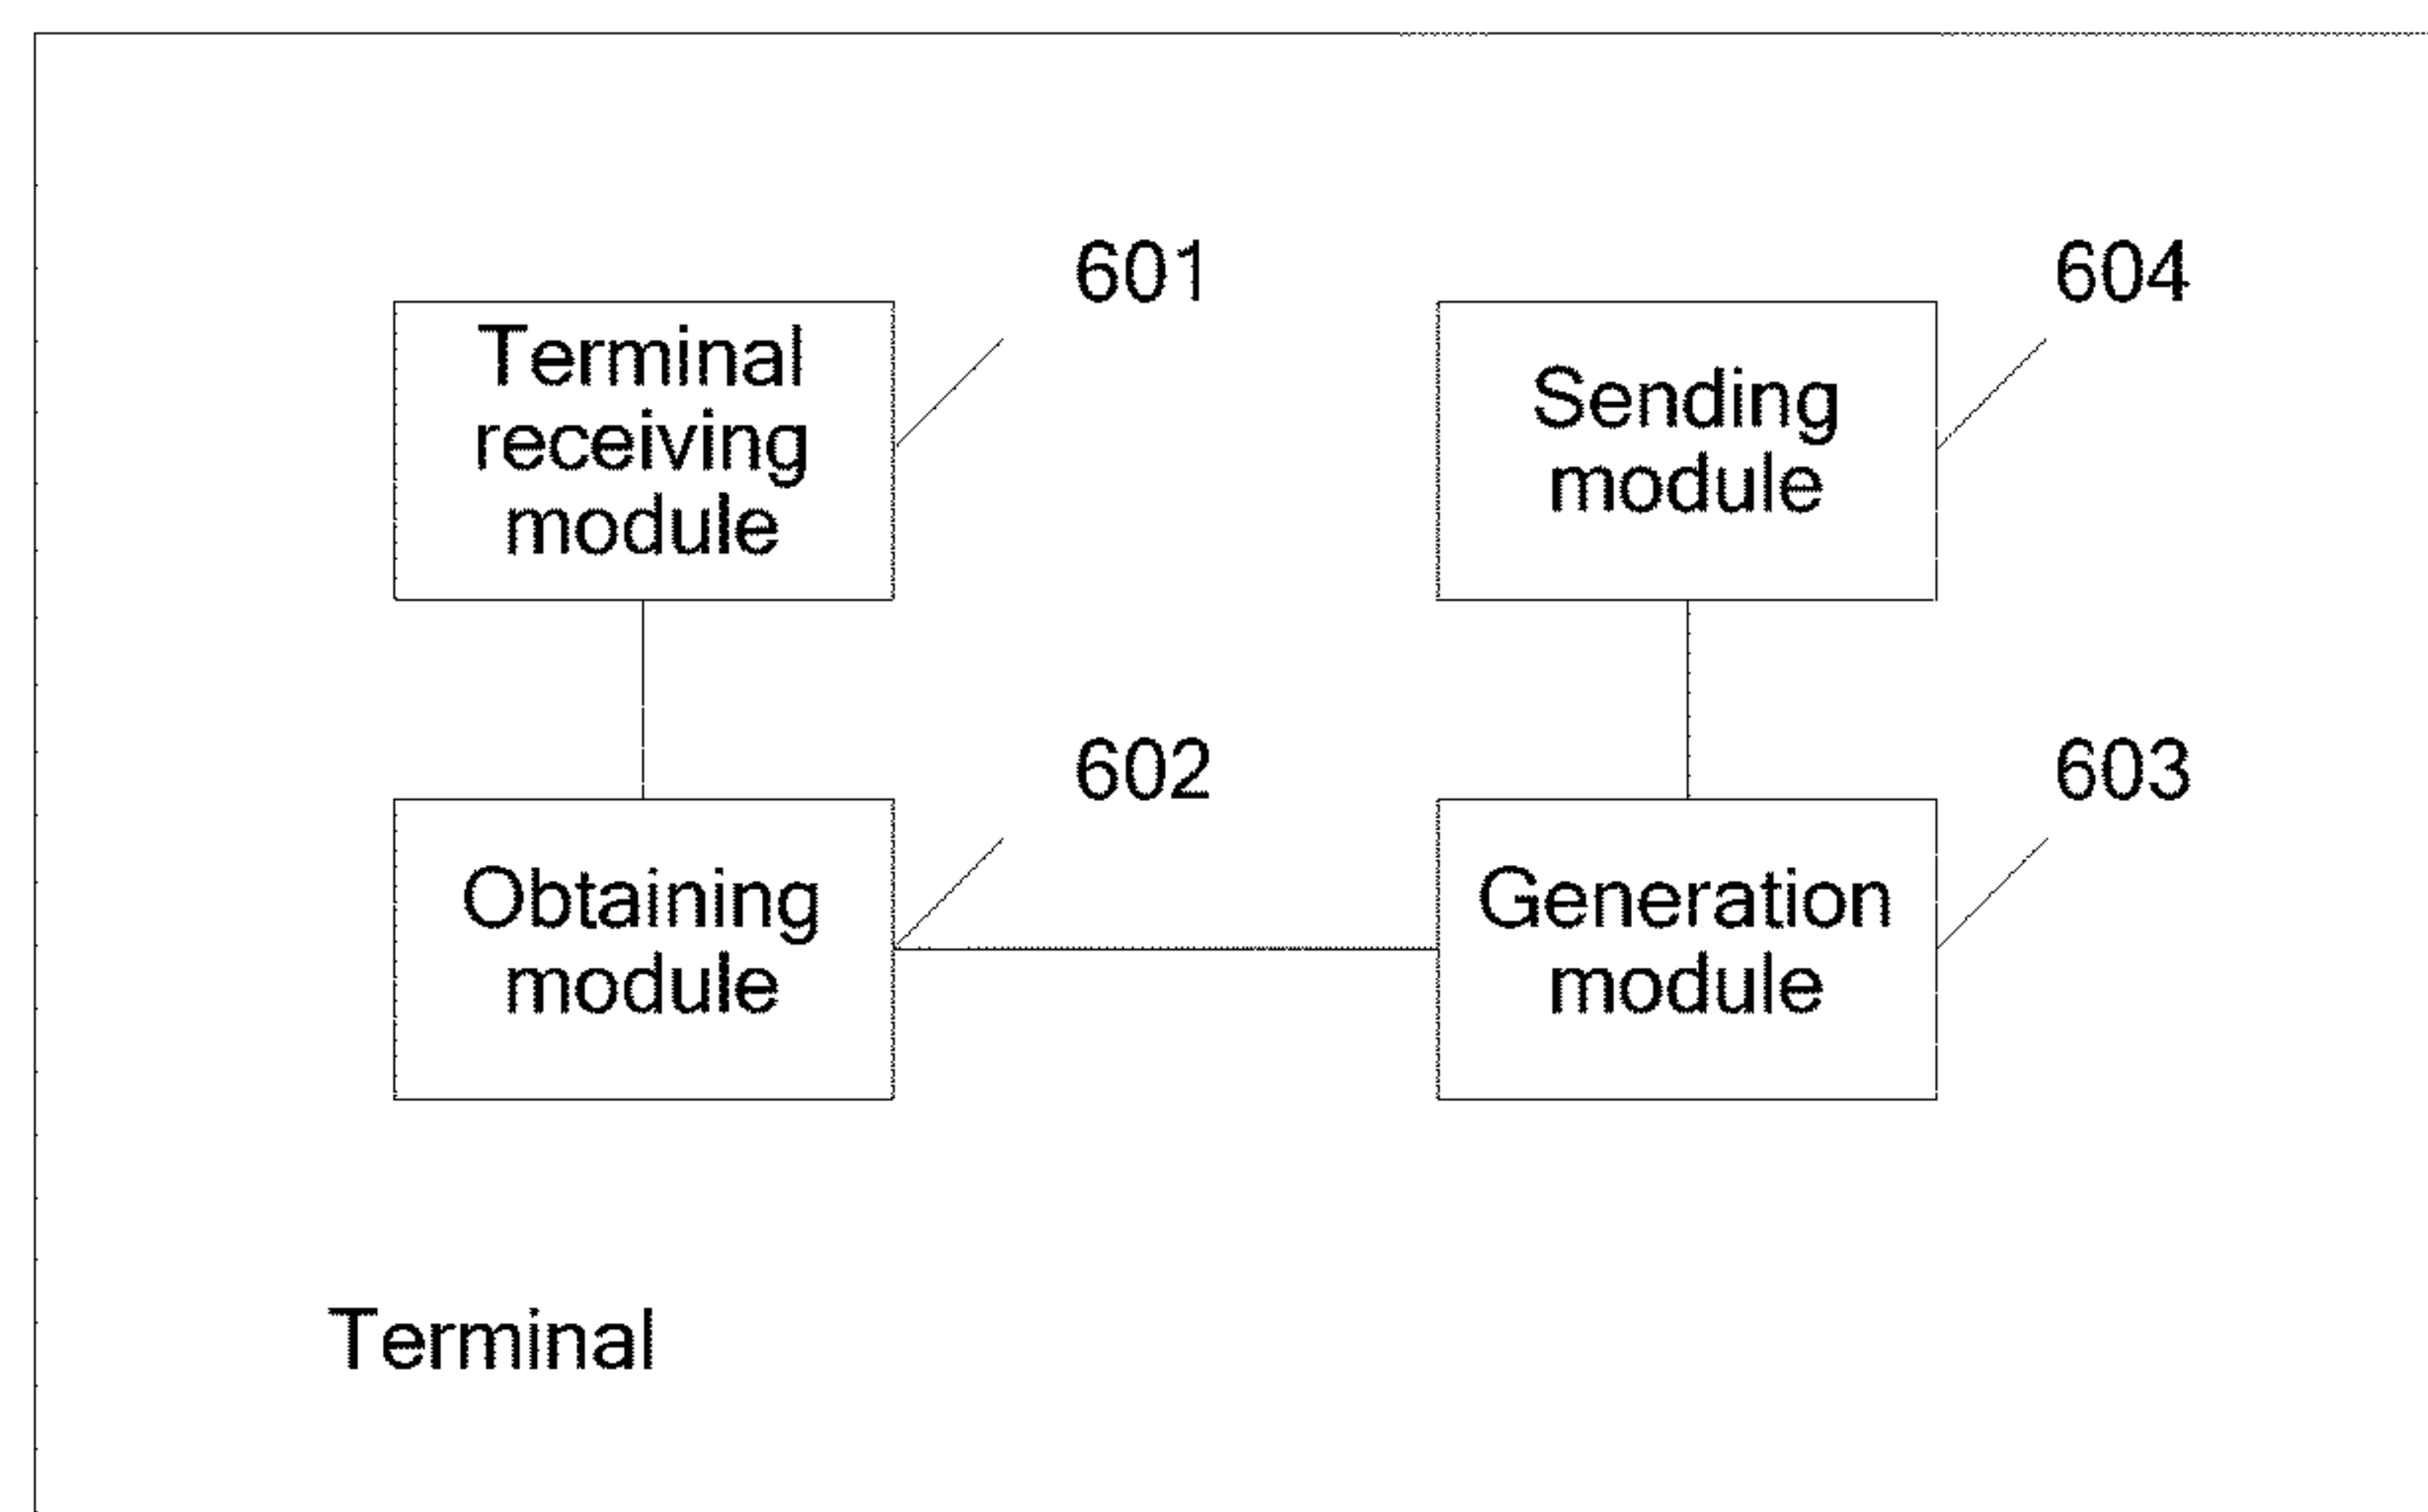 601
Terminal
receiving
module
604
Sending
module
602
Obtaining
module
603
Generation
module
Terminal